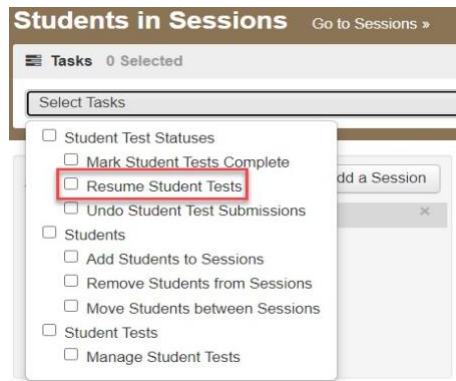 Students in Sessions Go to Sessions »
Tasks 0 Selected
Select Tasks
Student Test Statuses
Mark Student Tests Complete
Resume Student Tests
Undo Student Test Submissions
Students
Add Students to Sessions
Remove Students from Sessions
Move Students between Sessions
Student Tests
Manage Student Tests
dd a Session
×